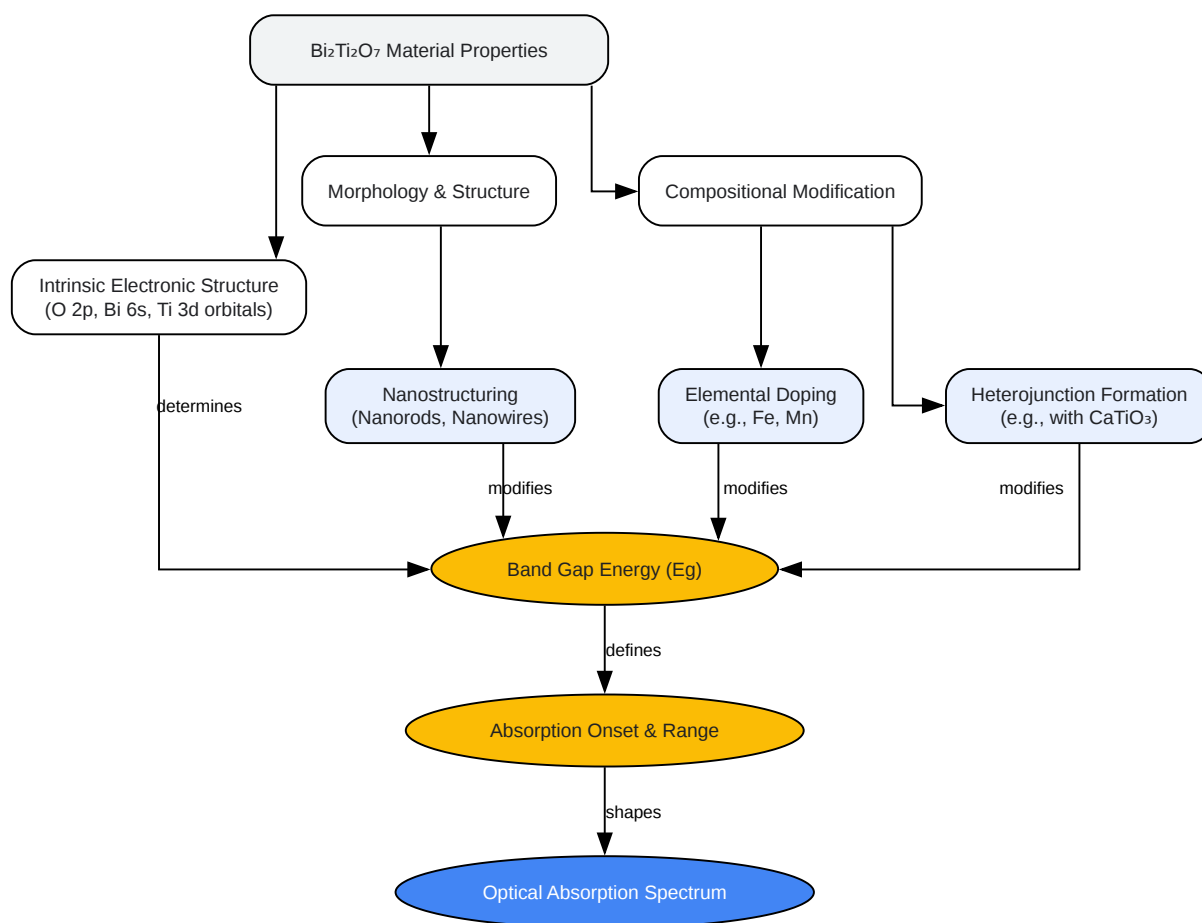 Bi₂Ti₂O₇ Material Properties
Morphology & Structure
Compositional Modification
Intrinsic Electronic Structure
(O 2p, Bi 6s, Ti 3d orbitals)
Nanostructuring
(Nanorods, Nanowires)
Elemental Doping
(e.g., Fe, Mn)
Heterojunction Formation
(e.g., with CaTiO₃)
determines
modifies
modifies
modifies
Band Gap Energy (Eg)
defines
Absorption Onset & Range
shapes
Optical Absorption Spectrum